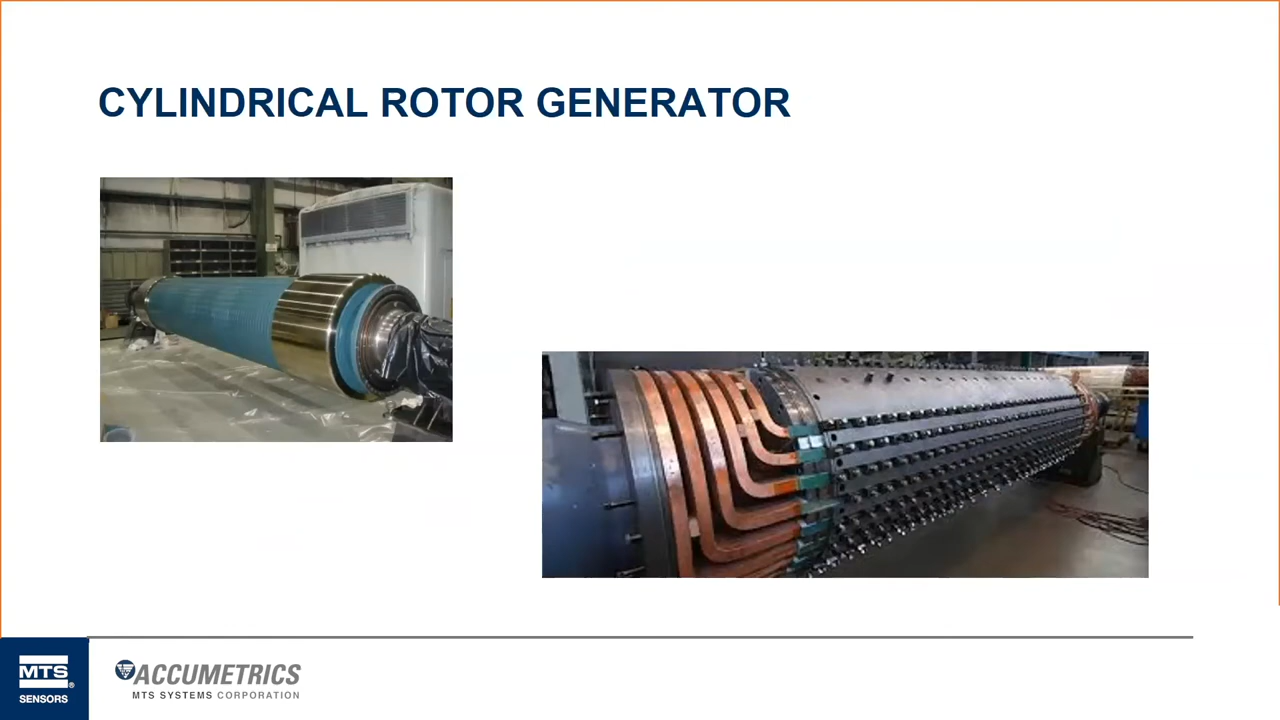 CYLINDRICAL ROTOR GENERATOR
MTS
®
SENSORS
ACCUMETRICS
MTS SYSTEMS CORPORATION